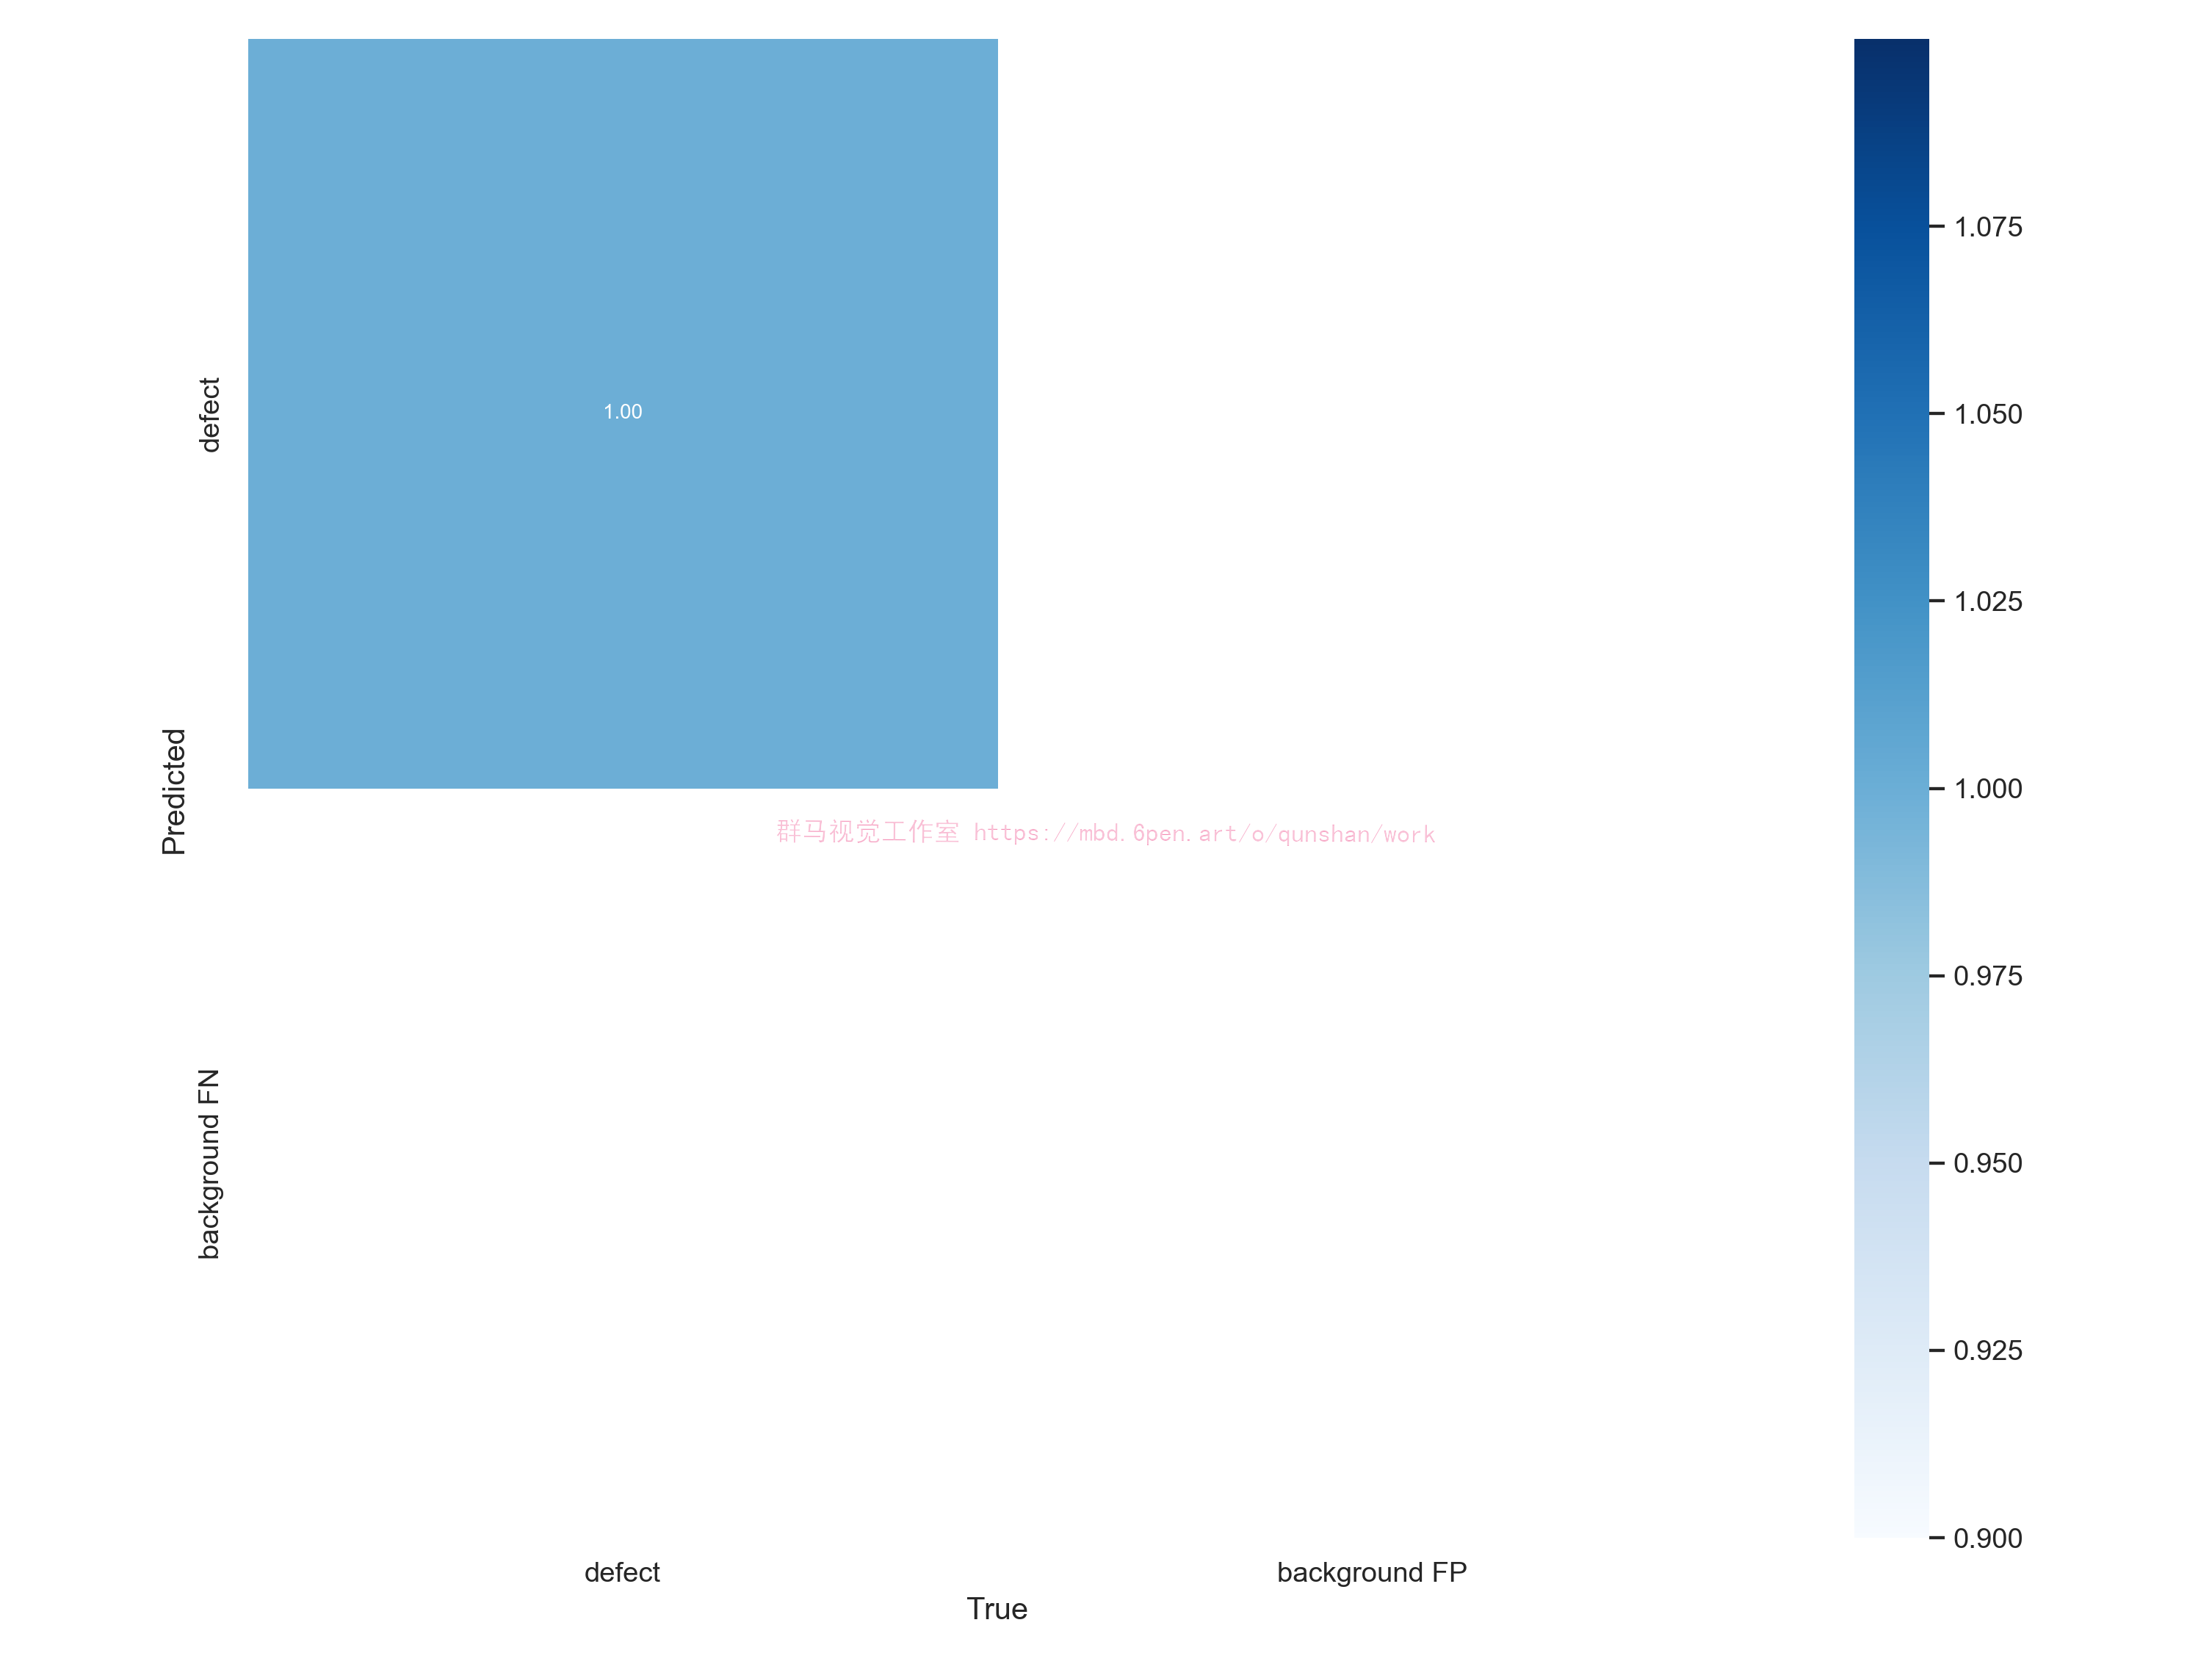 1.00
defect
background FN
Predicted
defect
background FP
True
1.075
1.050
1.025
1.000
0.975
0.950
0.925
0.900
群马视觉工作室 https://mbd.6pen.art/o/qunshan/work